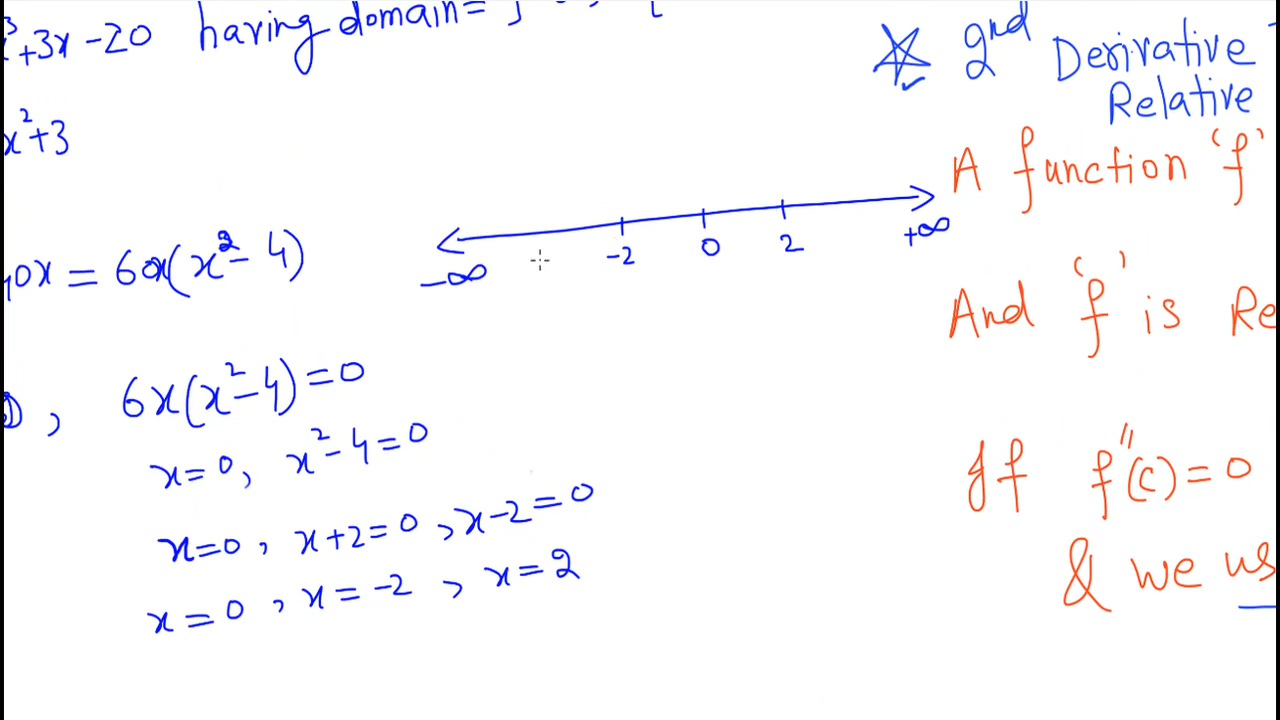 ³+3x-20 having domain=
x²+3
0x = 60x(x²-4)
-∞ -2 0 2 +∞
, 6x(x²-4)=0
x=0, x²-4=0
x=0, x+2=0, x-2=0
x=0, x=-2, x=2
2nd Derivative
Relative
A function 'f'
And 'f' is Re
If f''(c)=0
& we us